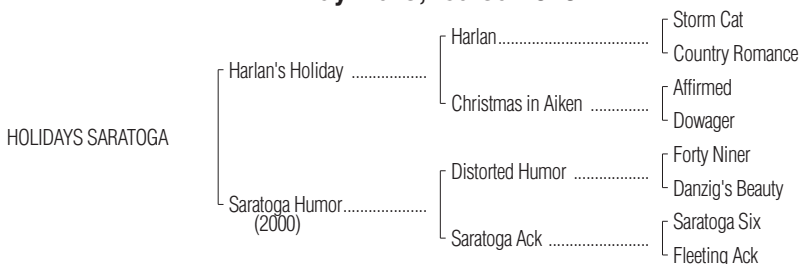 Storm Cat
Harlan
Country Romance
Harlan's Holiday
Affirmed
Christmas in Aiken
Dowager
HOLIDAYS SARATOGA
Forty Niner
Distorted Humor
Danzig's Beauty
Saratoga Humor
(2000)
Saratoga Six
Saratoga Ack
Fleeting Ack